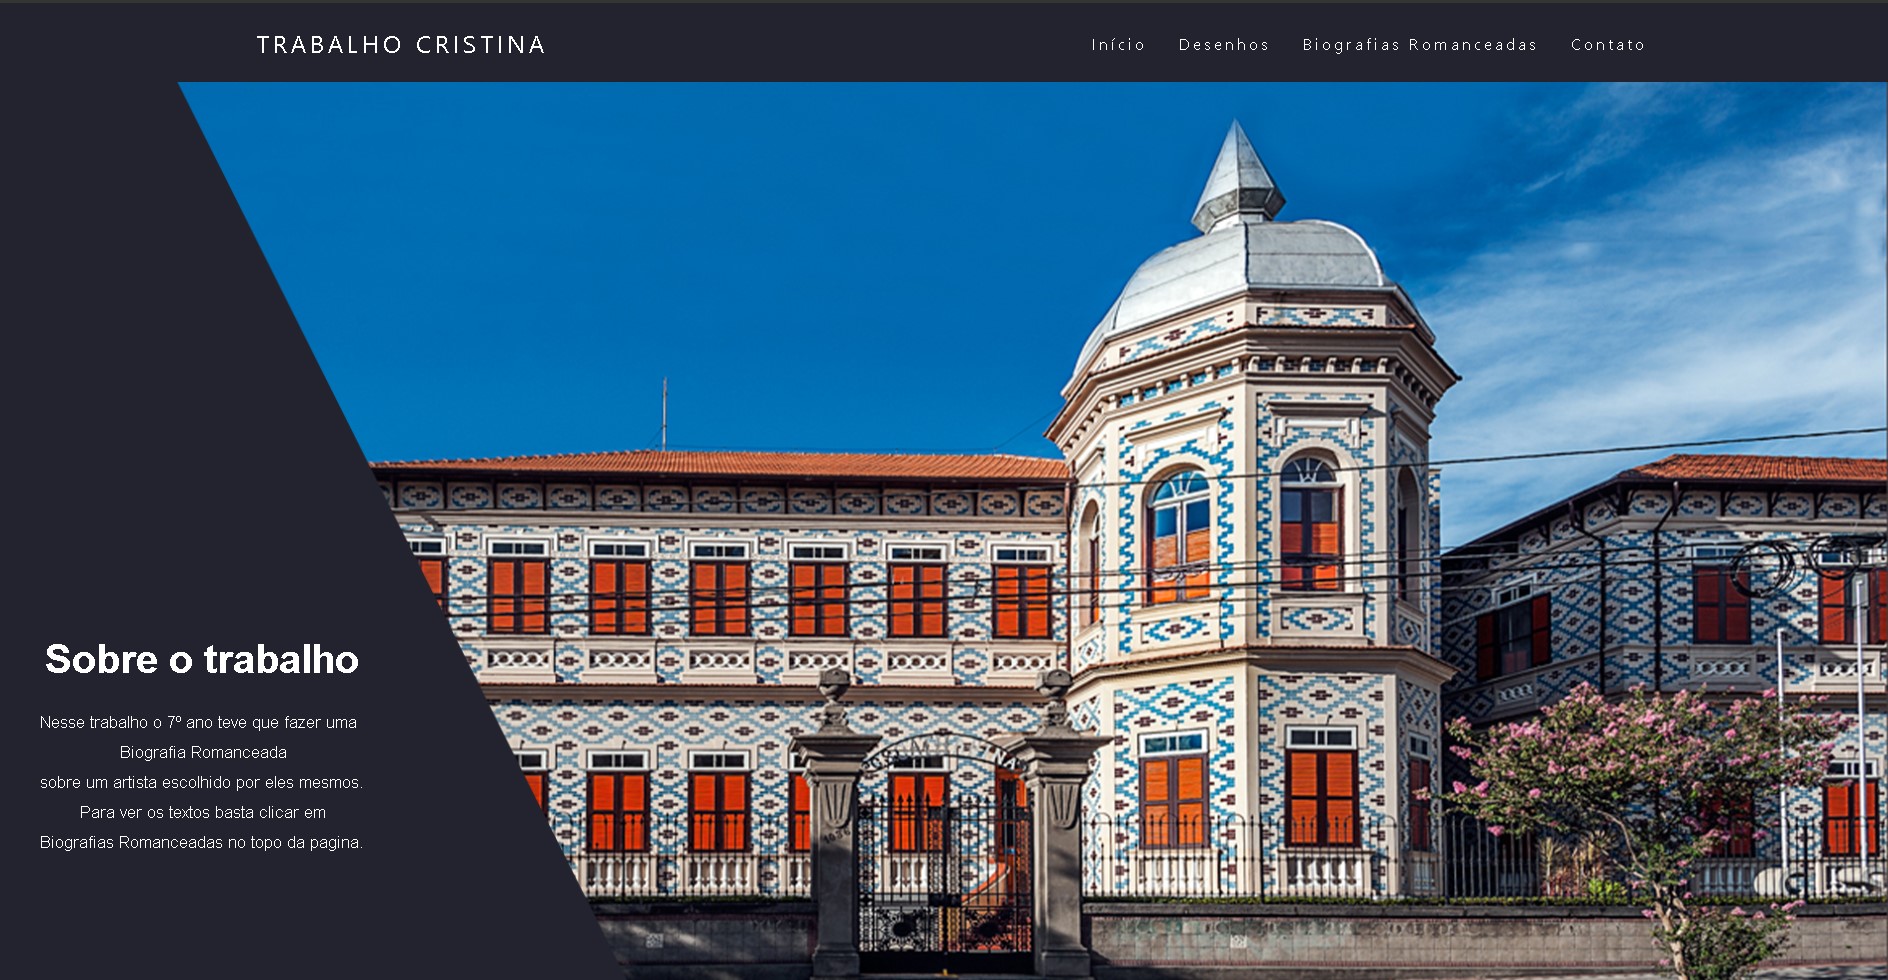 TRABALHO CRISTINA
Início Desenhos Biografias Romanceadas Contato
Sobre o trabalho
Nesse trabalho o 7º ano teve que fazer uma
Biografia Romanceada
sobre um artista escolhido por eles mesmos.
Para ver os textos basta clicar em
Biografias Romanceadas no topo da pagina.